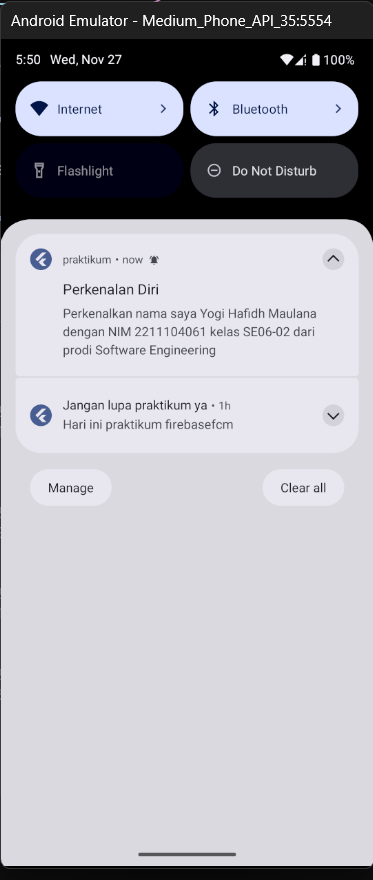 Android Emulator - Medium_Phone_API_35:5554
5:50 Wed, Nov 27 100%
Internet Bluetooth
Flashlight Do Not Disturb
praktikum • now
Perkenalan Diri
Perkenalkan nama saya Yogi Hafidh Maulana
dengan NIM 2211104061 kelas SE06-02 dari
prodi Software Engineering
Jangan lupa praktikum ya • 1h
Hari ini praktikum firebasefcm
Manage Clear all